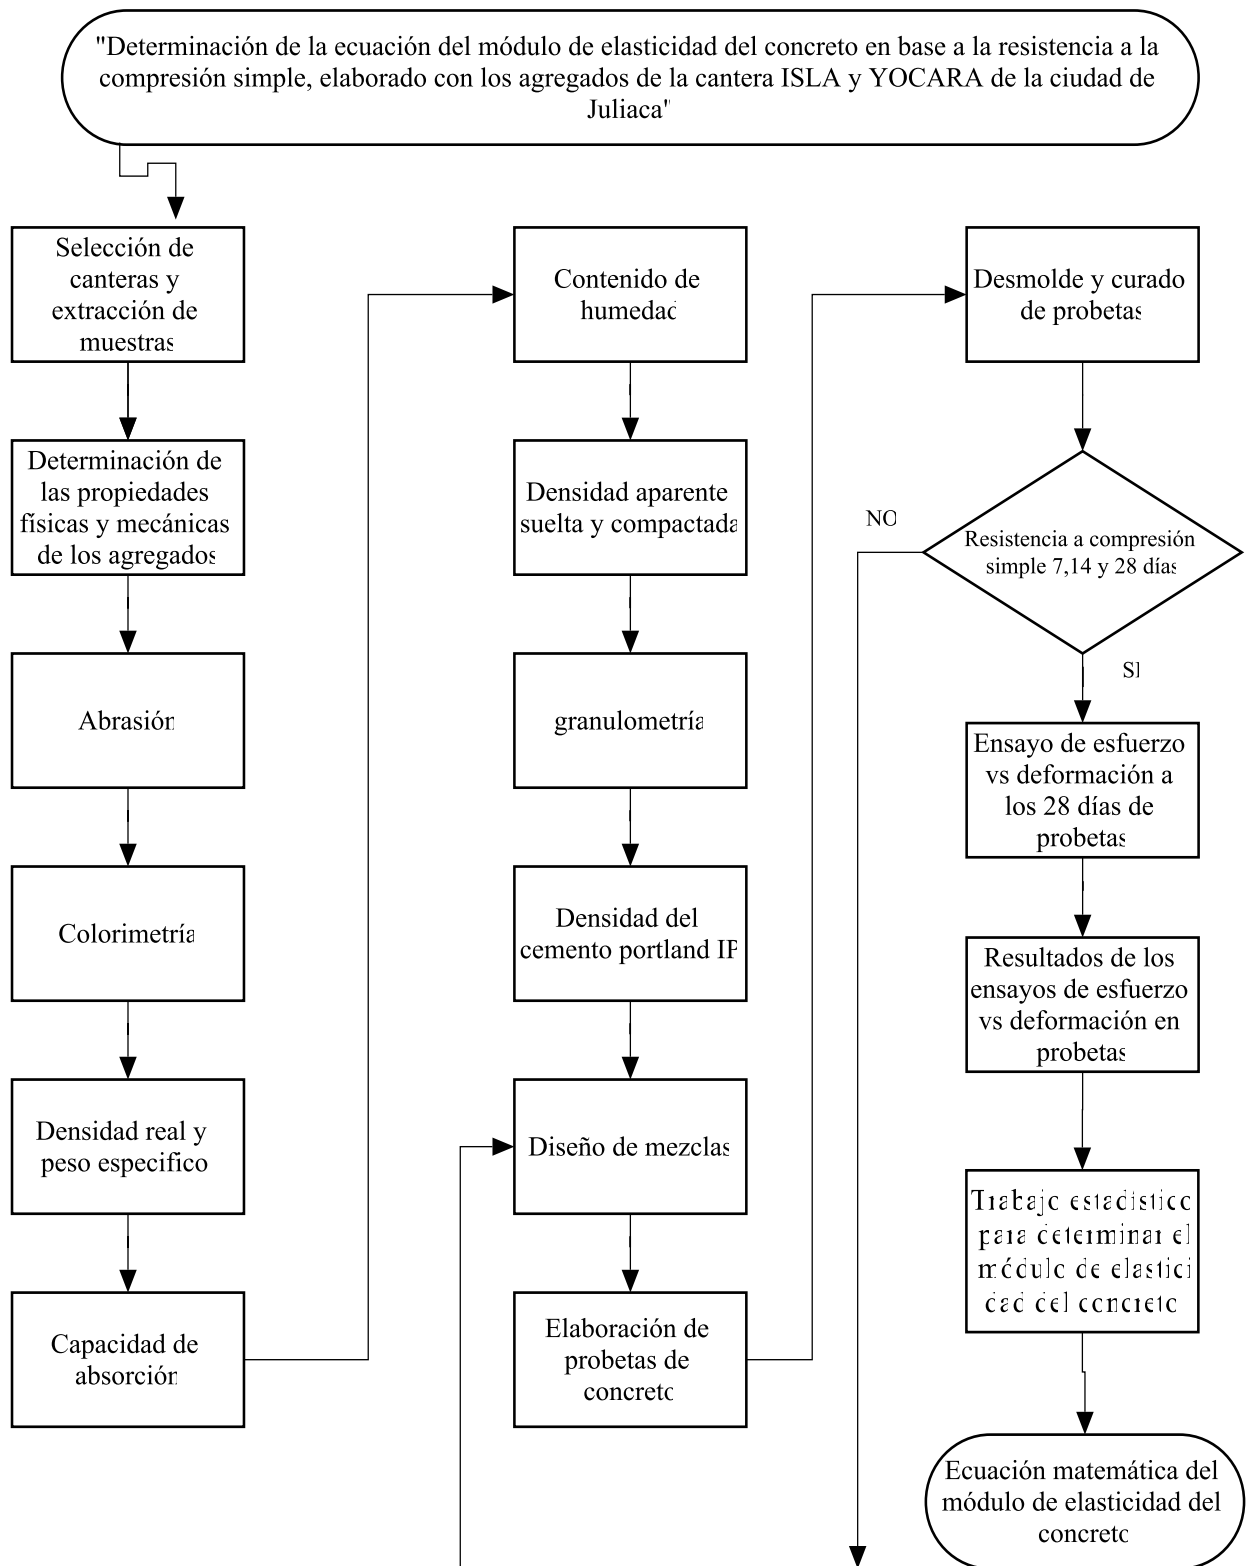 "Determinación de la ecuación del módulo de elasticidad del concreto en base a la resistencia a la
compresión simple, elaborado con los agregados de la cantera ISLA y YOCARA de la ciudad de
Juliaca"
Selección de
canteras y
extracción de
muestras
Determinación de
las propiedades
físicas y mecánicas
de los agregados
Abrasión
Colorimetría
Densidad real y
peso especifico
Capacidad de
absorción
Contenido de
humedad
Densidad aparente
suelta y compactada
granulometría
Densidad del
cemento portland IP
Diseño de mezclas
Elaboración de
probetas de
concreto
Desmolde y curado
de probetas
NO
Resistencia a compresión
simple 7,14 y 28 días
SI
Ensayo de esfuerzo
vs deformación a
los 28 días de
probetas
Resultados de los
ensayos de esfuerzo
vs deformación en
probetas
Trabajo estadistico
para determinar el
módulo de elastici
dad del concreto
Ecuación matemática del
módulo de elasticidad del
concreto